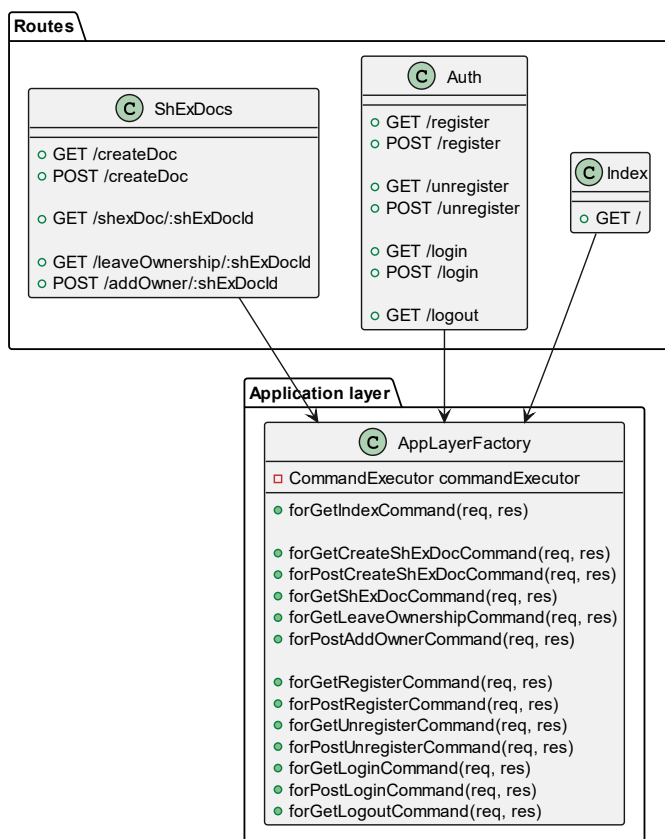 Routes
C ShExDocs
GET /createDoc
POST /createDoc
GET /shexDoc/:shExDocId
GET /leaveOwnership/:shExDocId
POST /addOwner/:shExDocId
C Auth
GET /register
POST /register
GET /unregister
POST /unregister
GET /login
POST /login
GET /logout
C Index
GET /
Application layer
C AppLayerFactory
CommandExecutor commandExecutor
forGetIndexCommand(req, res)
forGetCreateShExDocCommand(req, res)
forPostCreateShExDocCommand(req, res)
forGetShExDocCommand(req, res)
forGetLeaveOwnershipCommand(req, res)
forPostAddOwnerCommand(req, res)
forGetRegisterCommand(req, res)
forPostRegisterCommand(req, res)
forGetUnregisterCommand(req, res)
forPostUnregisterCommand(req, res)
forGetLoginCommand(req, res)
forPostLoginCommand(req, res)
forGetLogoutCommand(req, res)